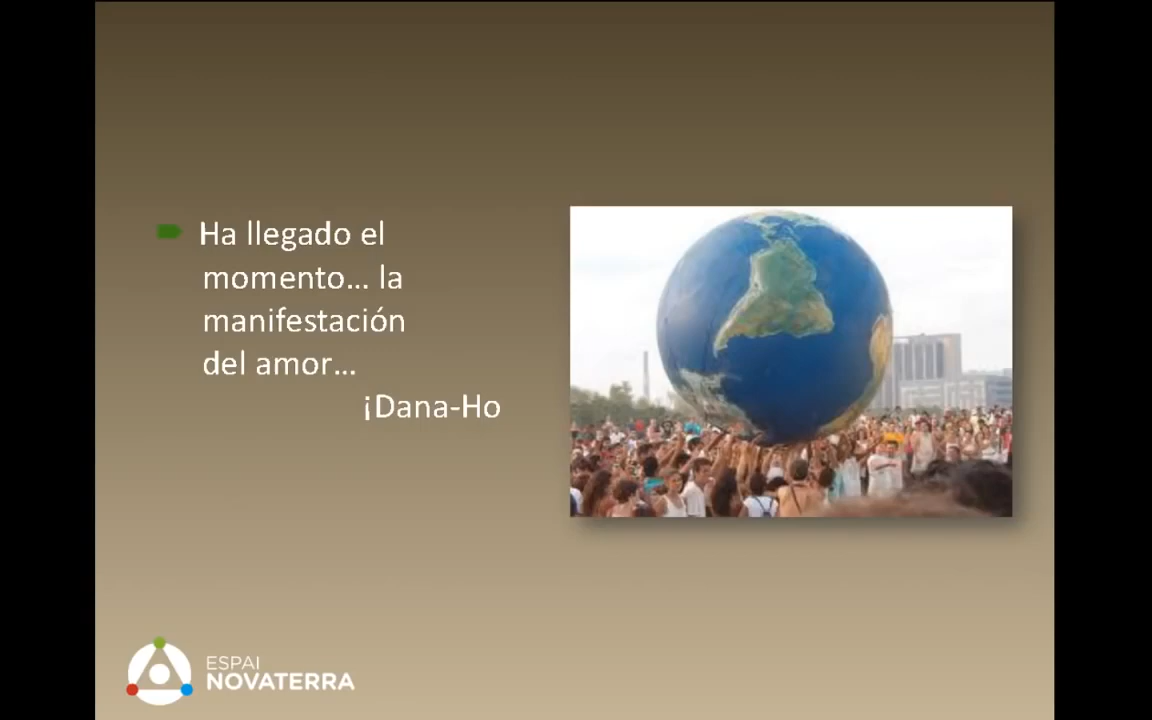 Ha llegado el
momento... la
manifestación
del amor...
¡Dana-Ho
ESPAI
NOVATERRA